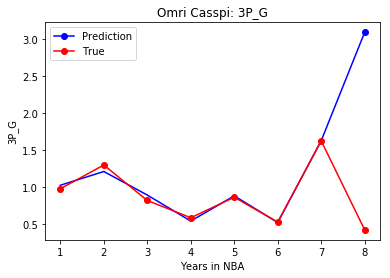 Omri Casspi: 3P_G
Prediction
True
3P_G
3.0
2.5
2.0
1.5
1.0
0.5
1 2 3 4 5 6 7 8
Years in NBA